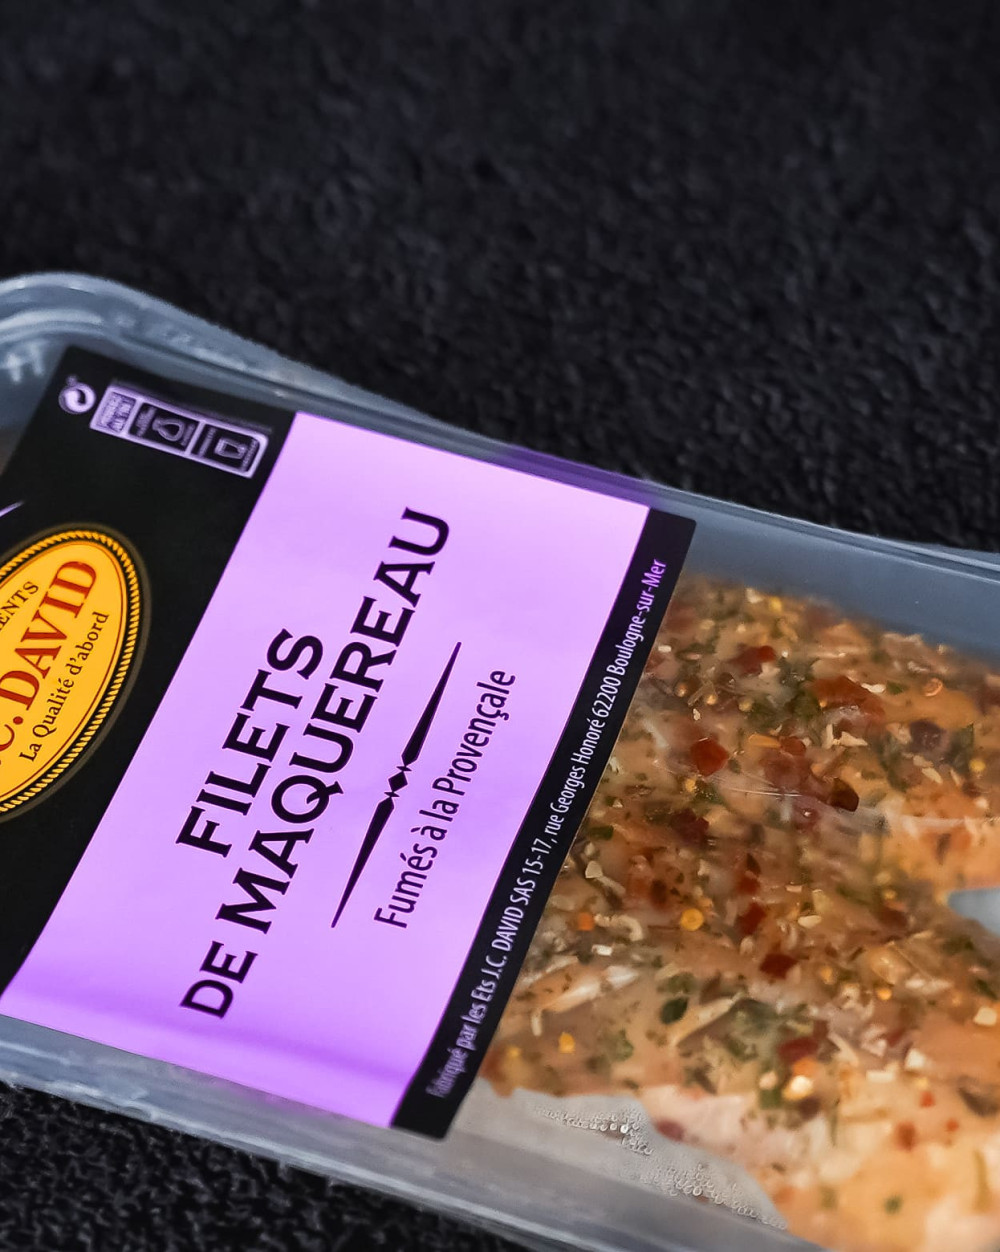 C. DAVID
La Qualité d'abord
FILETS
DE MAQUEREAU
Fumés à la Provençale
Fabriqué par les Ets J.C. DAVID SAS 15-17, rue Georges Honoré 62200 Boulogne-sur-Mer